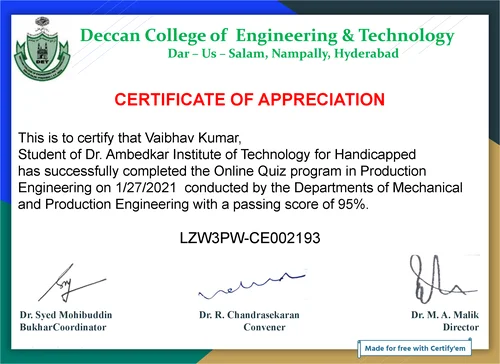 Deccan College of Engineering & Technology
Dar – Us – Salam, Nampally, Hyderabad
CERTIFICATE OF APPRECIATION
This is to certify that Vaibhav Kumar,
Student of Dr. Ambedkar Institute of Technology for Handicapped
has successfully completed the Online Quiz program in Production
Engineering on 1/27/2021 conducted by the Departments of Mechanical
and Production Engineering with a passing score of 95%.
LZW3PW-CE002193
Dr. Syed Mohibuddin
BukharCoordinator
Dr. R. Chandrasekaran
Convener
Dr. M. A. Malik
Director
Made for free with Certify'em